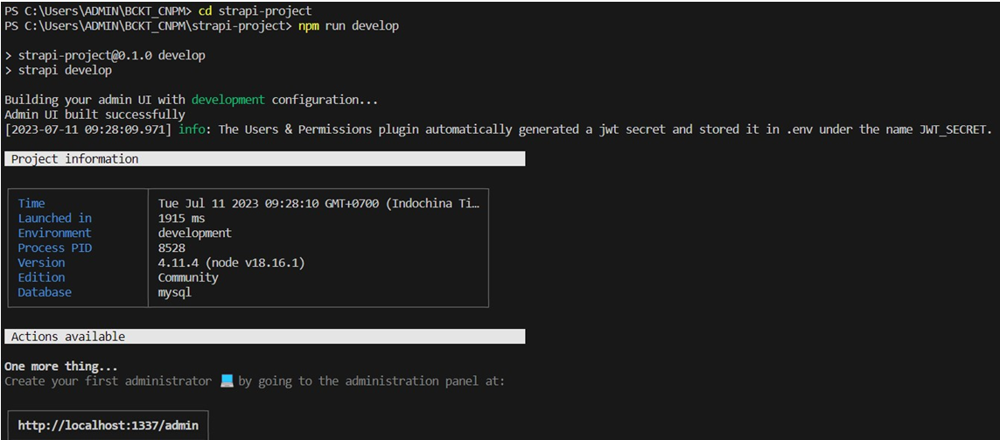 PS C:\Users\ADMIN\BCKT_CNPM> cd strapi-project
PS C:\Users\ADMIN\BCKT_CNPM\strapi-project> npm run develop
> strapi-project@0.1.0 develop
> strapi develop
Building your admin UI with development configuration...
Admin UI built successfully
[2023-07-11 09:28:09.971] info: The Users & Permissions plugin automatically generated a jwt secret and stored it in .env under the name JWT_SECRET.
Project information
Time Tue Jul 11 2023 09:28:10 GMT+0700 (Indochina Ti…
Launched in 1915 ms
Environment development
Process PID 8528
Version 4.11.4 (node v18.16.1)
Edition Community
Database mysql
Actions available
One more thing...
Create your first administrator 💻 by going to the administration panel at:
http://localhost:1337/admin